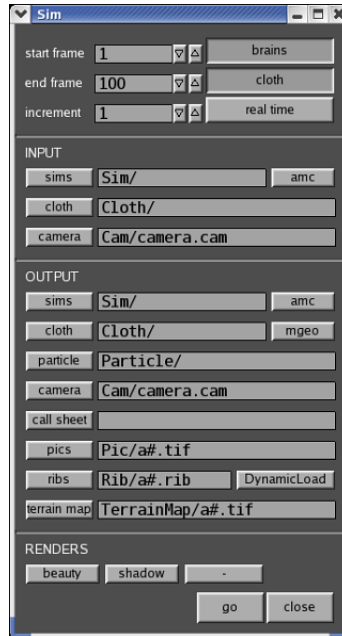 Sim
start frame 1 brains
end frame 100 cloth
increment 1 real time
INPUT
sims Sim/ amc
cloth Cloth/
camera Cam/camera.cam
OUTPUT
sims Sim/ amc
cloth Cloth/ mgeo
particle Particle/
camera Cam/camera.cam
call sheet
pics Pic/a#.tif
ribs Rib/a#.rib DynamicLoad
terrain map TerrainMap/a#.tif
RENDERS
beauty shadow -
go close